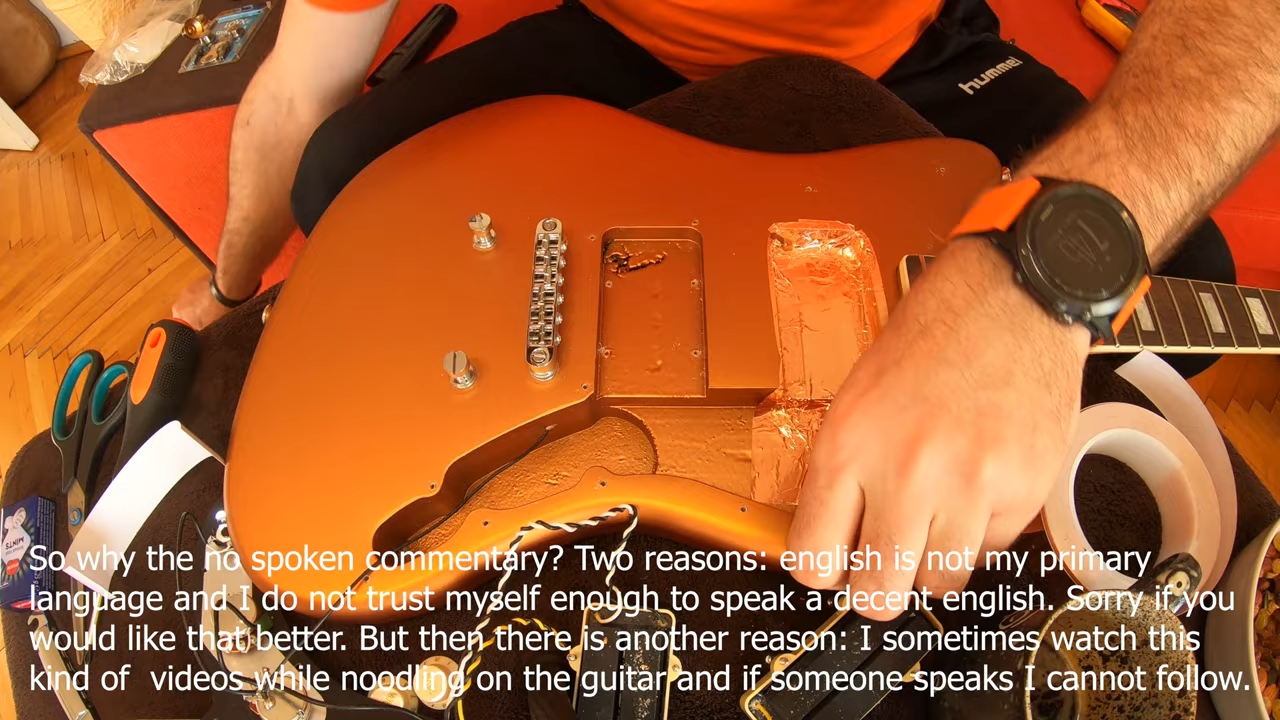 hummel
MINTS
So why the no spoken commentary? Two reasons: english is not my primary
language and I do not trust myself enough to speak a decent english. Sorry if you
would like that better. But then there is another reason: I sometimes watch this
kind of  videos while noodling on the guitar and if someone speaks I cannot follow.